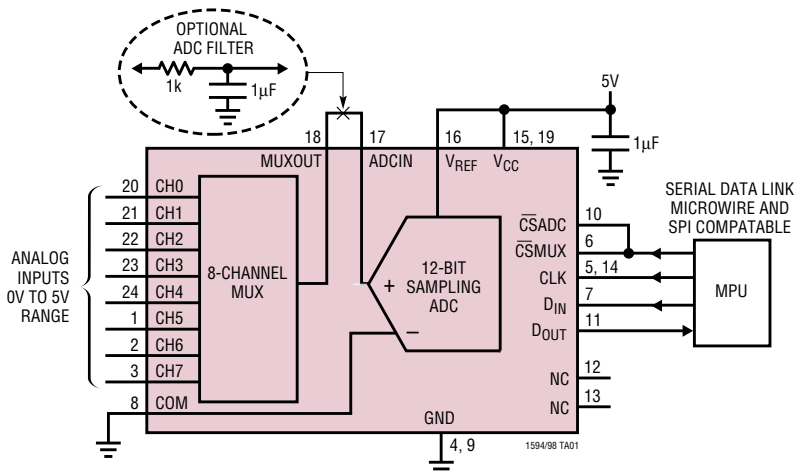 OPTIONAL
ADC FILTER
1k
1µF
5V
1µF
18
17
16
15, 19
MUXOUT
ADCIN
VREF
VCC
ANALOG
INPUTS
0V TO 5V
RANGE
20 CH0
21 CH1
22 CH2
23 CH3
24 CH4
1 CH5
2 CH6
3 CH7
8 COM
8-CHANNEL
MUX
+
12-BIT
SAMPLING
ADC
–
CSADC 10
CSMUX 6
CLK 5, 14
DIN 7
DOUT 11
NC 12
NC 13
SERIAL DATA LINK
MICROWIRE AND
SPI COMPATABLE
MPU
GND
4, 9
1594/98 TA01